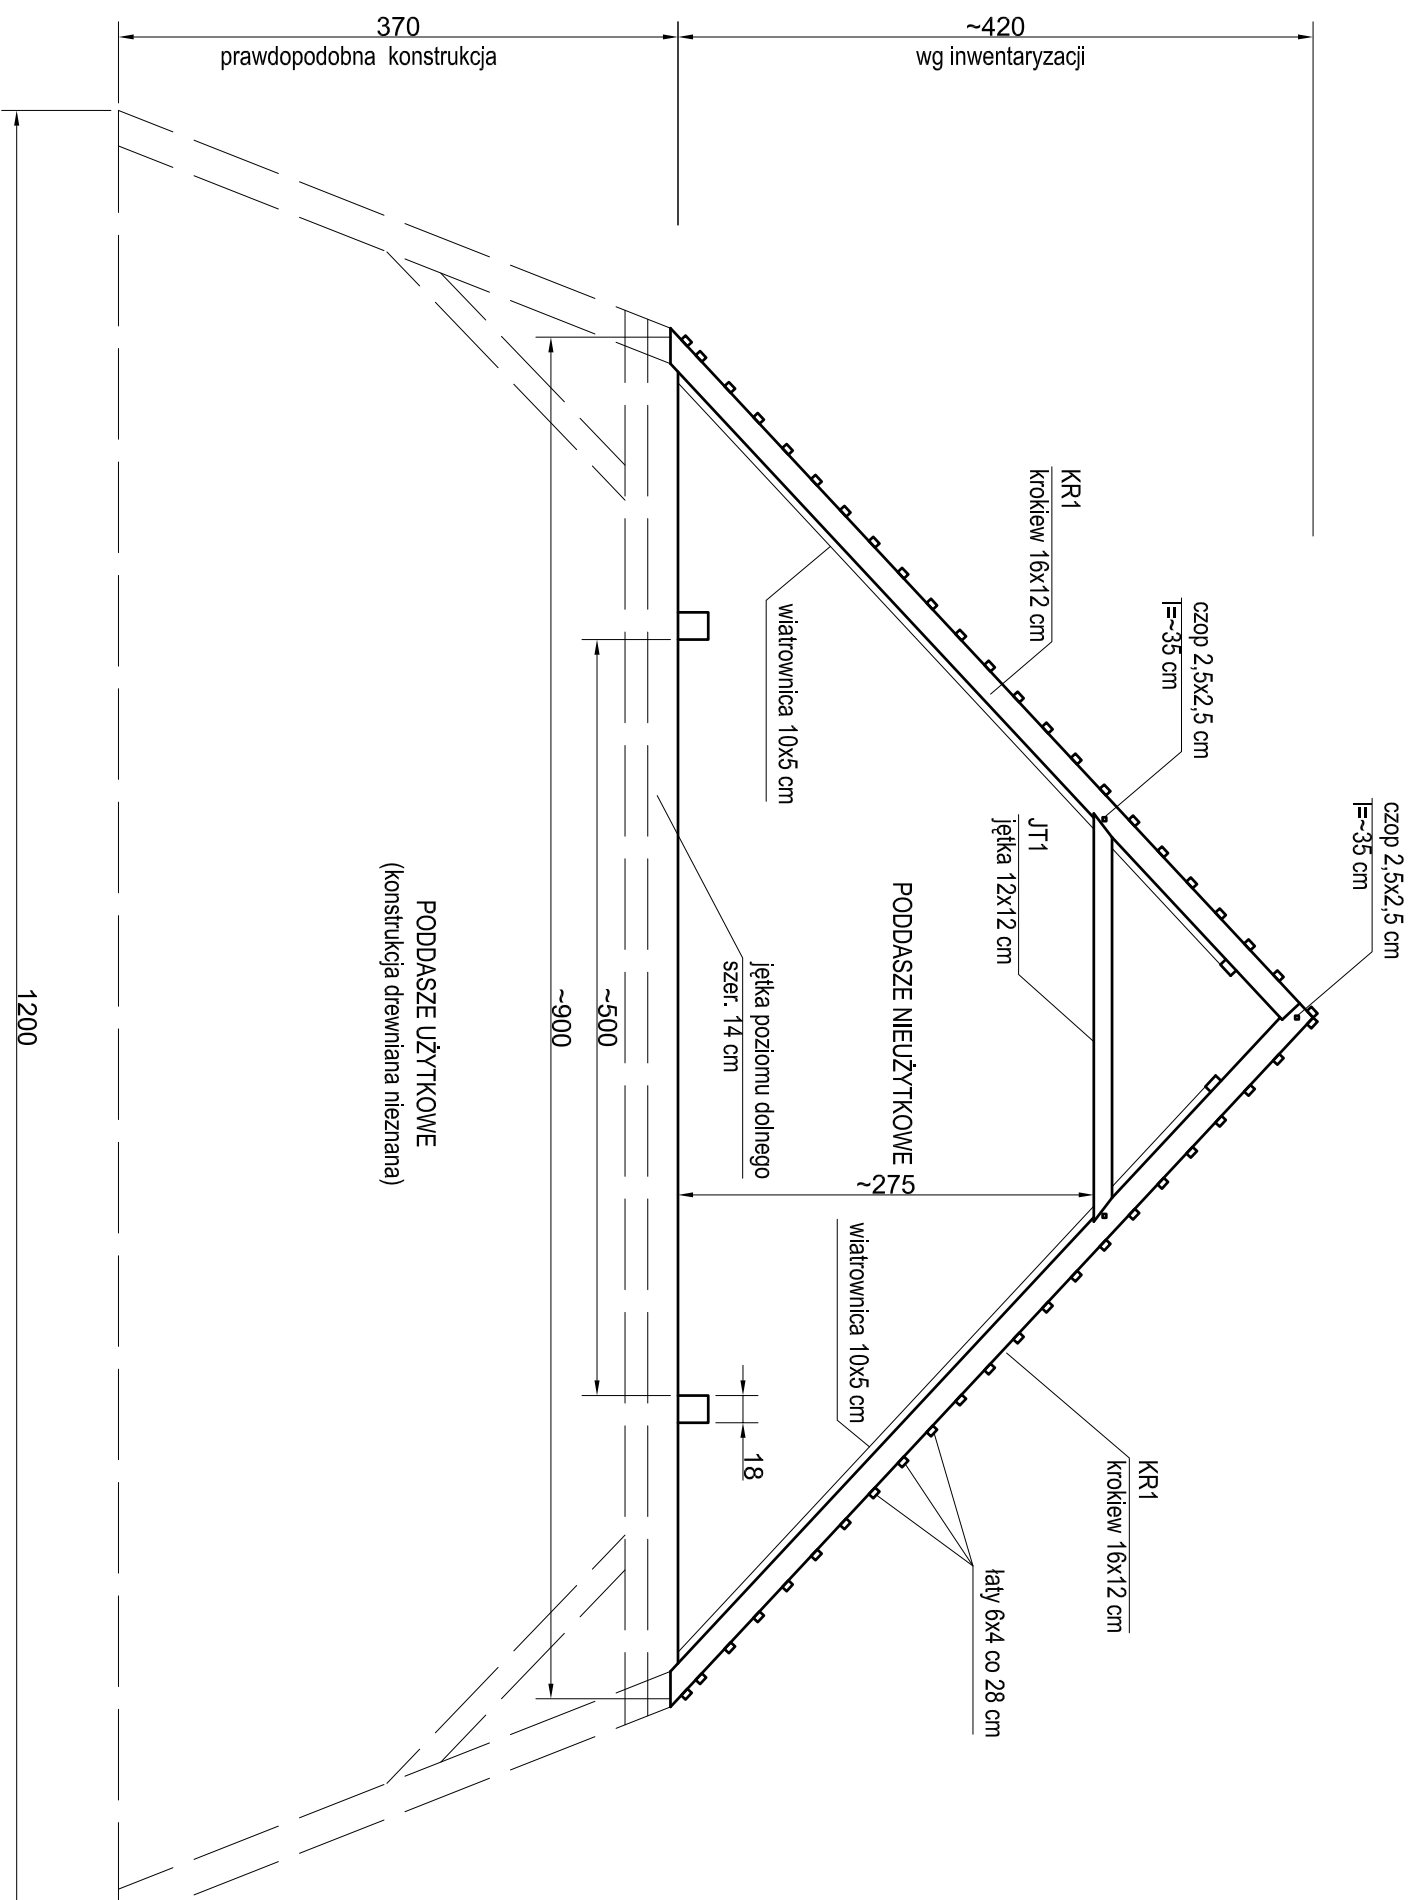 czop 2,5x2,5 cm
l=~35 cm
czop 2,5x2,5 cm
l=~35 cm
KR1
krokiew 16x12 cm
KR1
krokiew 16x12 cm
JT1
jętka 12x12 cm
~420
wg inwentaryzacji
łaty 6x4 co 28 cm
PODDASZE NIEUŻYTKOWE
~275
wiatrownica 10x5 cm
wiatrownica 10x5 cm
jętka poziomu dolnego
szer. 14 cm
18
~500
~900
370
prawdopodobna konstrukcja
PODDASZE UŻYTKOWE
(konstrukcja drewniana nieznana)
1200